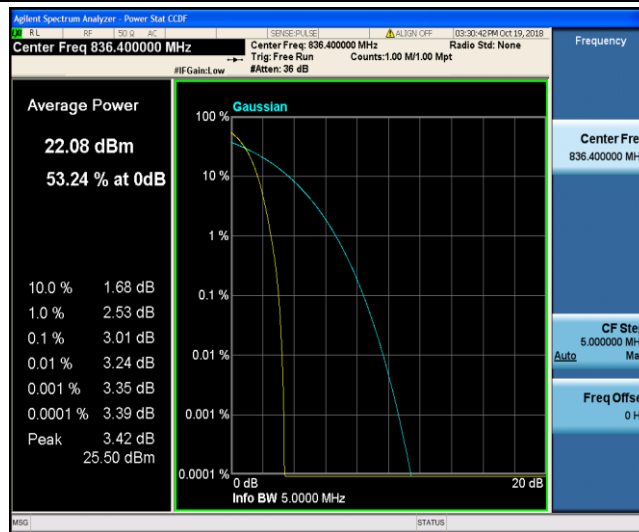 Agilent Spectrum Analyzer - Power Stat CCDF
RL RF 50 Ω AC SENSE:PULSE ALIGN OFF 03:30:42 PM Oct 19, 2018
Center Freq 836.400000 MHz
Center Freq: 836.400000 MHz Radio Std: None
Trig: Free Run Counts:1.00 M/1.00 Mpt
#IFGain:Low #Atten: 36 dB
Average Power
22.08 dBm
53.24 % at 0dB
10.0 % 1.68 dB
1.0 % 2.53 dB
0.1 % 3.01 dB
0.01 % 3.24 dB
0.001 % 3.35 dB
0.0001 % 3.39 dB
Peak 3.42 dB
25.50 dBm
Gaussian
100 %
10 %
1 %
0.1 %
0.01 %
0.001 %
0.0001 %
0 dB 20 dB
Info BW 5.0000 MHz
Frequency
Center Fre
836.400000 MH
CF Ste
5.000000 MH
Auto Ma
Freq Offse
0 H
MSG STATUS